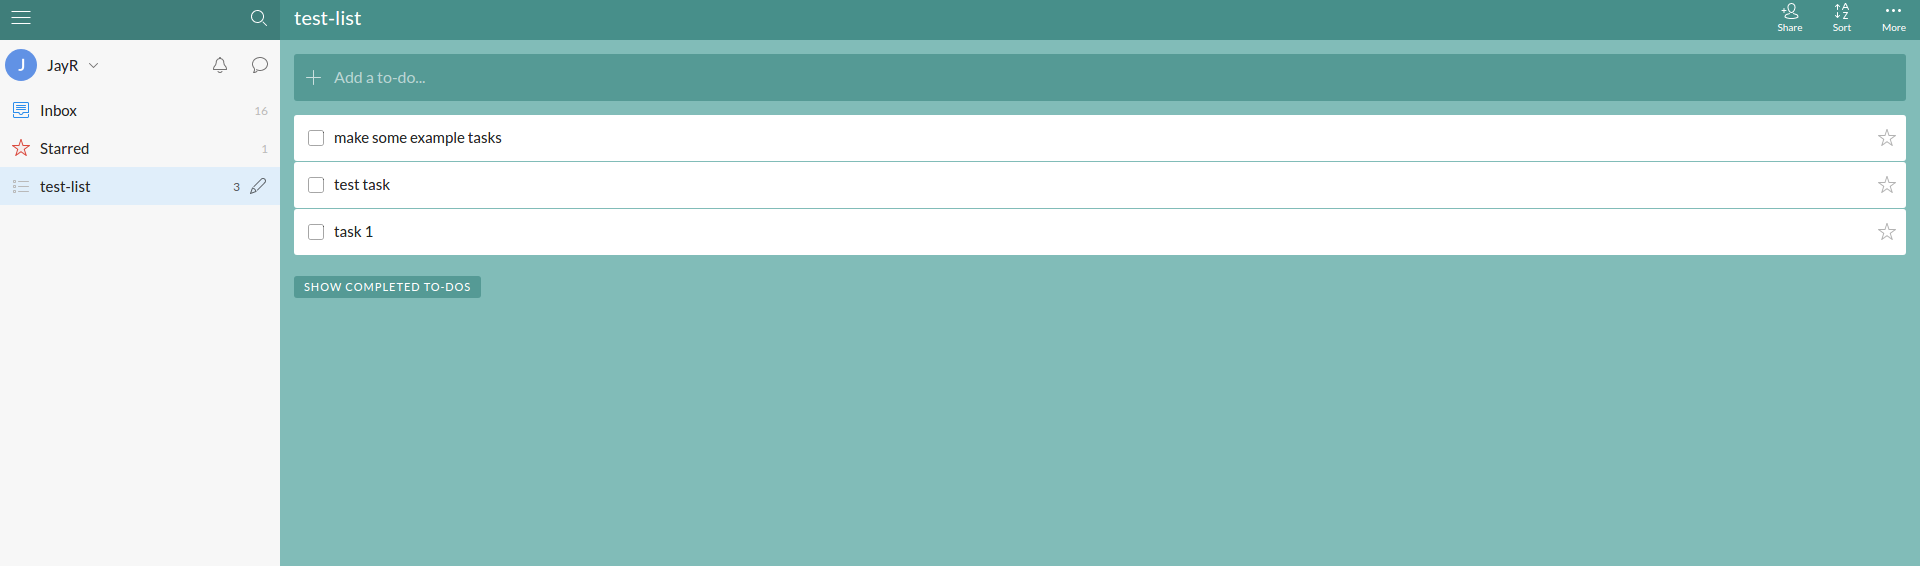 test-list
Share
Sort
More
J
JayR
Inbox 16
Starred 1
test-list 3
Add a to-do...
make some example tasks
test task
task 1
SHOW COMPLETED TO-DOS